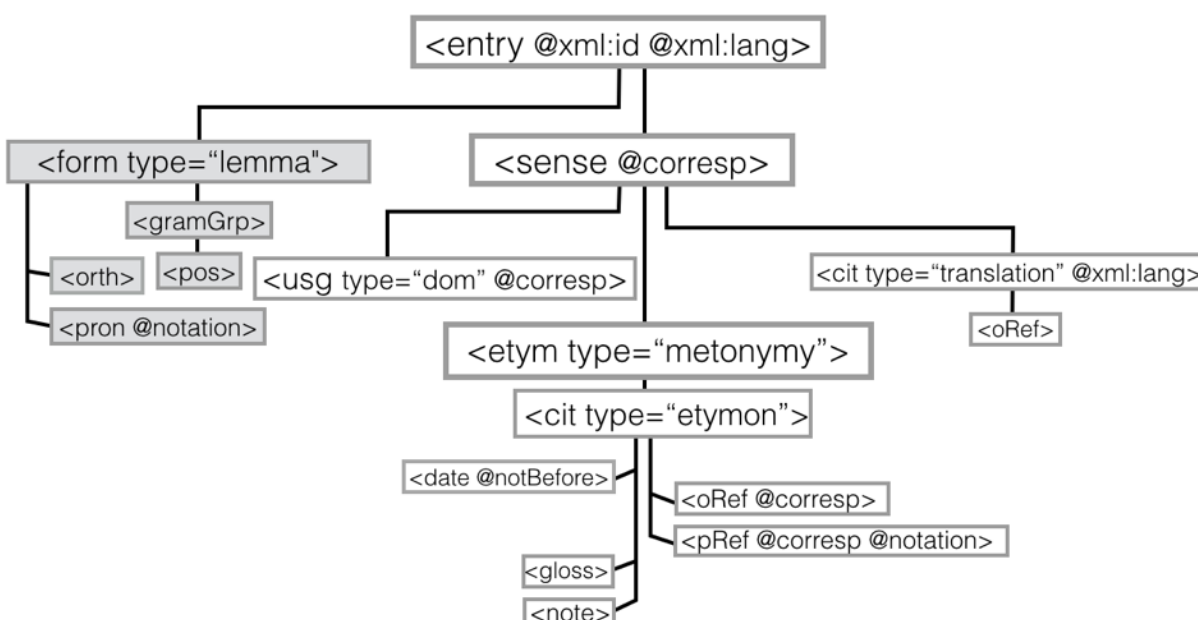 <entry @xml:id @xml:lang>
<form type=“lemma">
<sense @corresp>
<gramGrp>
<orth>
<pos>
<pron @notation>
<usg type=“dom” @corresp>
<cit type=“translation” @xml:lang>
<oRef>
<etym type=“metonymy”>
<cit type=“etymon”>
<date @notBefore>
<oRef @corresp>
<pRef @corresp @notation>
<gloss>
<note>